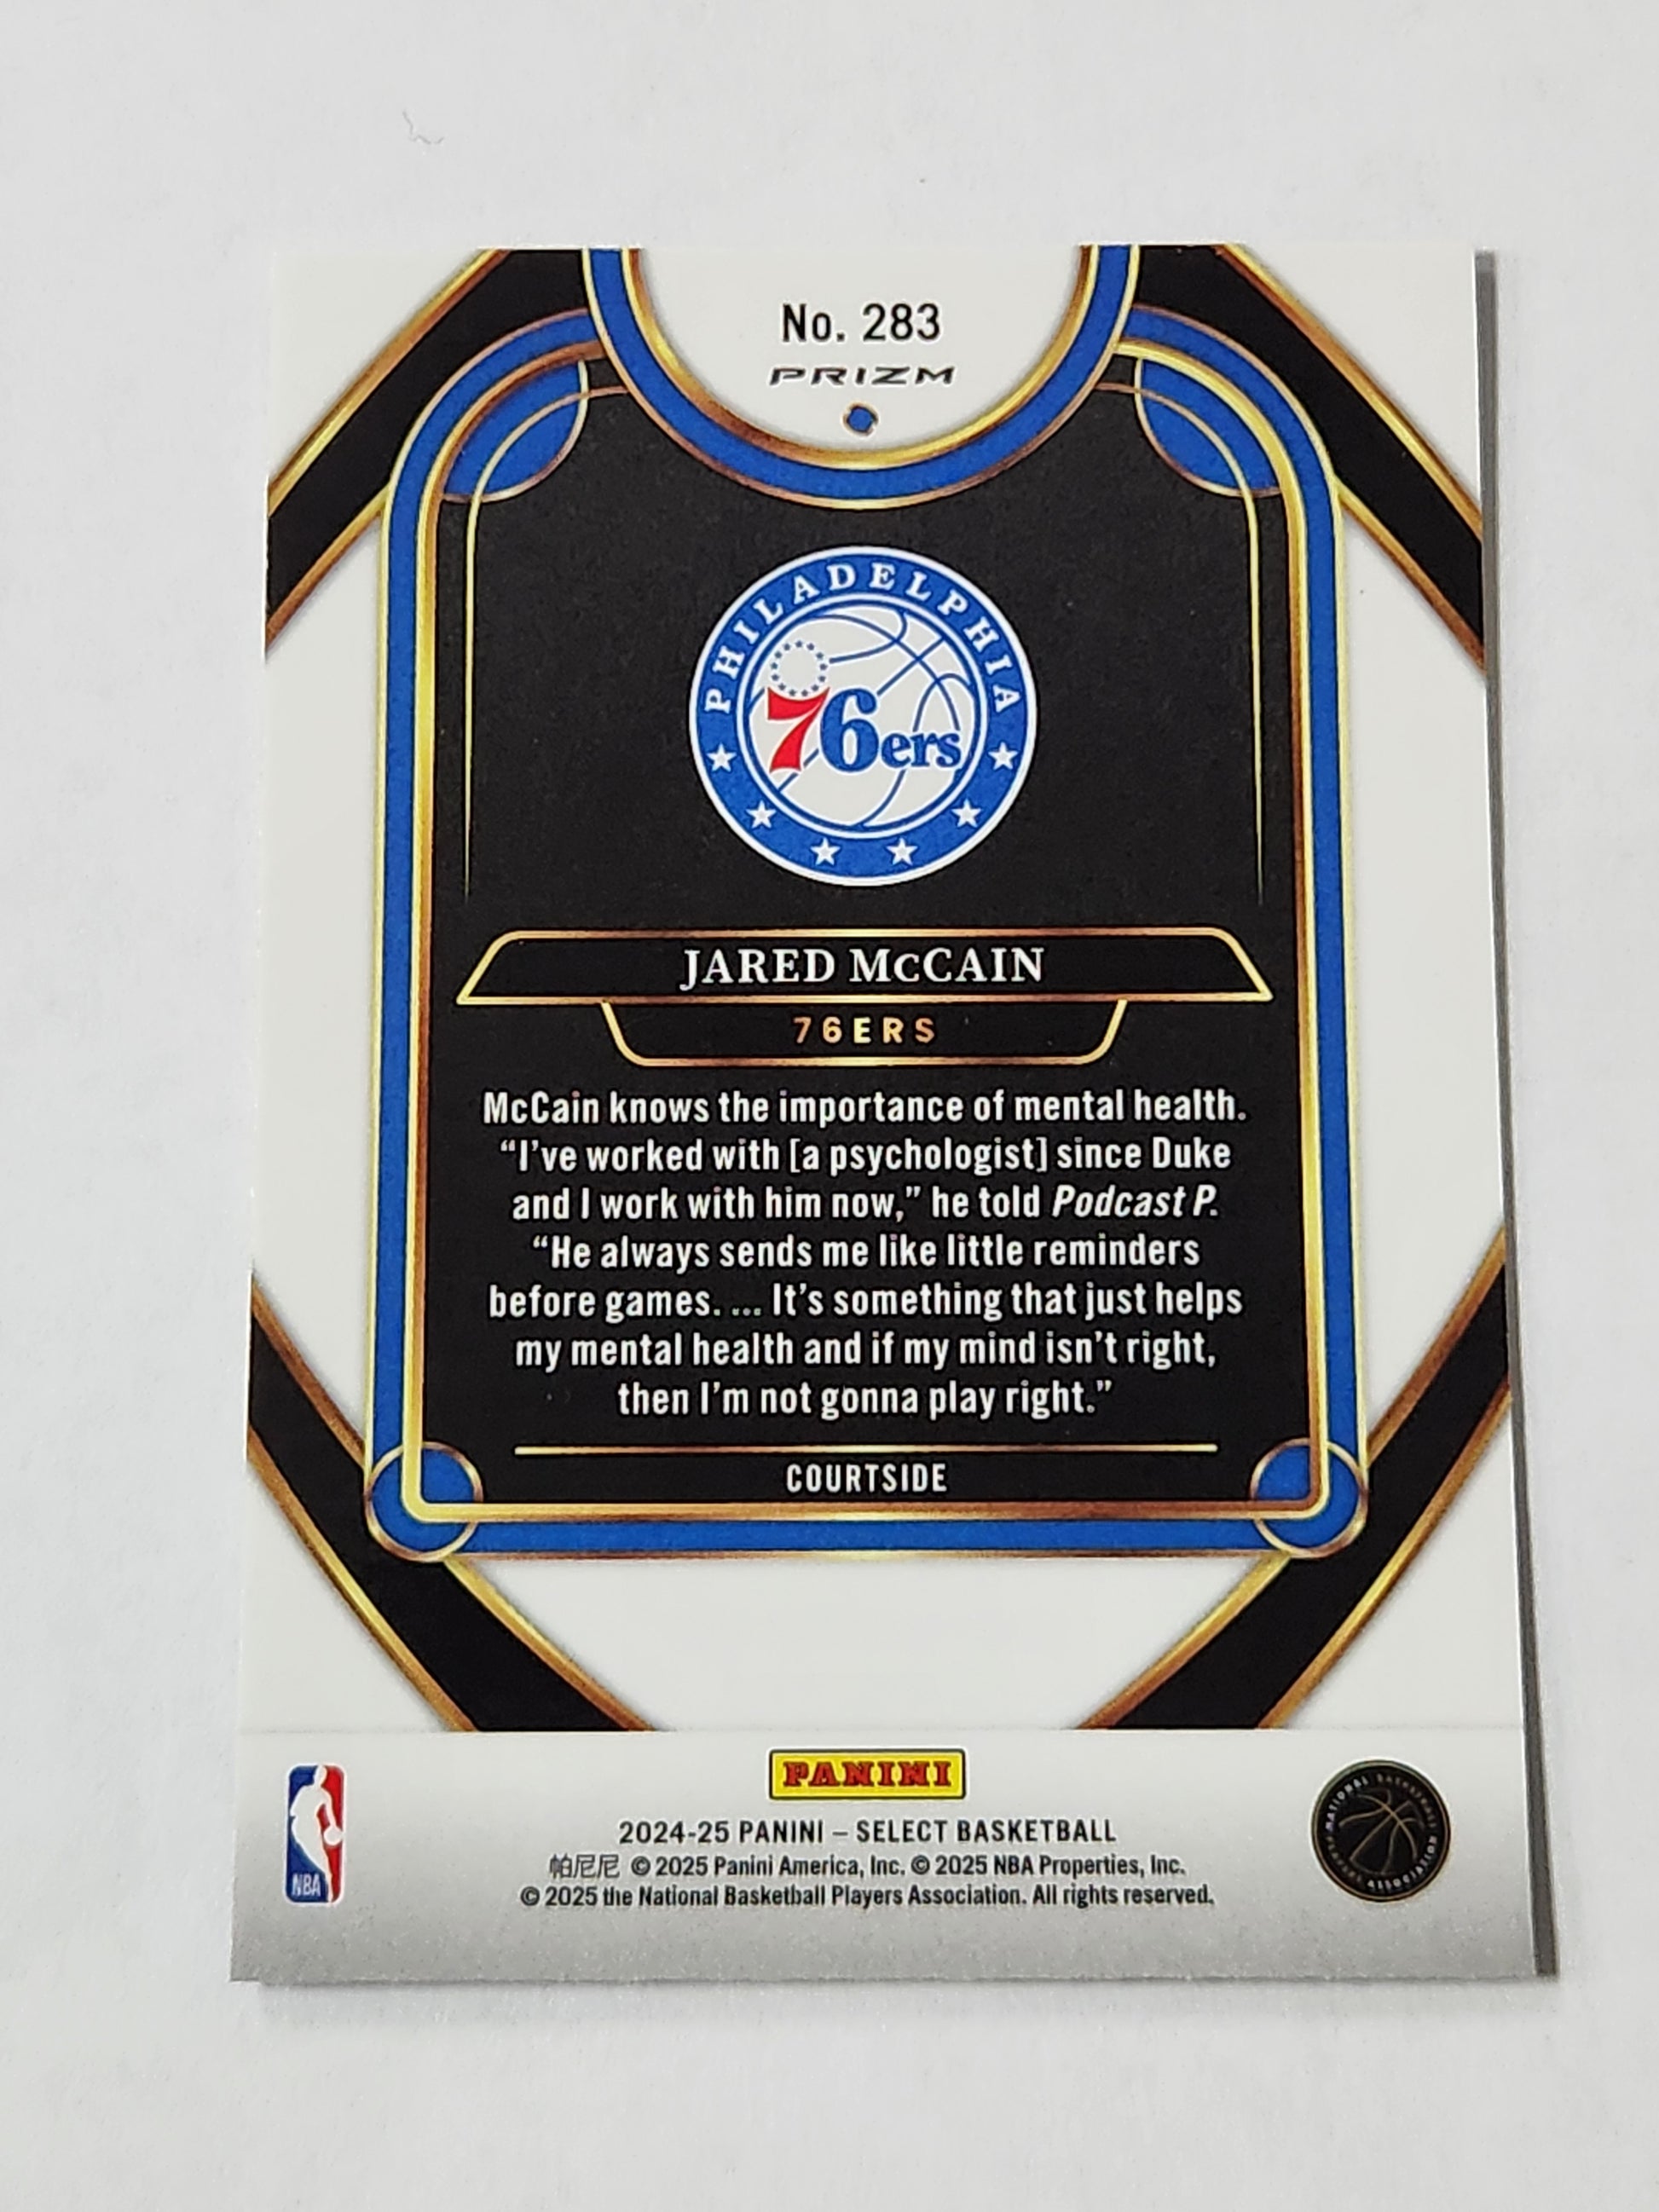 No. 283
PRIZM
PHILADELPHIA
76ers
JARED McCAIN
76ERS
McCain knows the importance of mental health.
“I’ve worked with [a psychologist] since Duke
and I work with him now,” he told Podcast P.
“He always sends me like little reminders
before games. ... It’s something that just helps
my mental health and if my mind isn’t right,
then I’m not gonna play right.”
COURTSIDE
PANINI
2024-25 PANINI – SELECT BASKETBALL
帕尼尼 © 2025 Panini America, Inc. © 2025 NBA Properties, Inc.
© 2025 the National Basketball Players Association. All rights reserved.
NBA
NATIONAL BASKETBALL PLAYERS ASSOCIATION